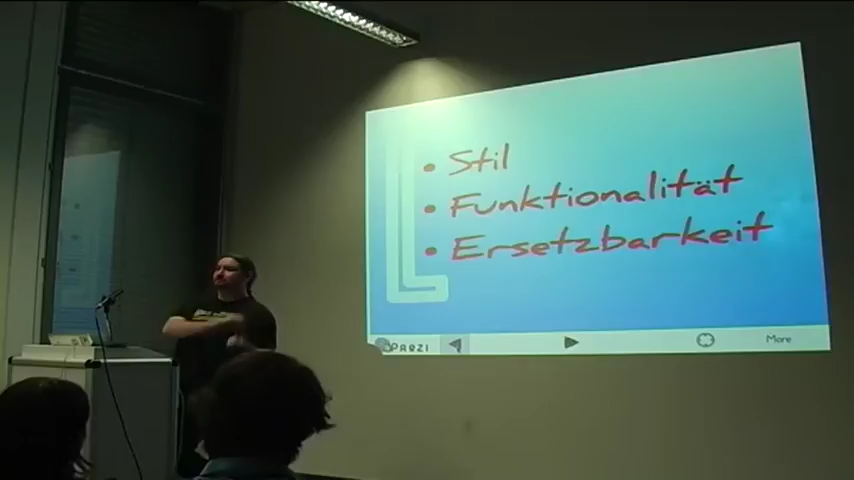 • Stil
• Funktionalität
• Ersetzbarkeit
PREZI
More